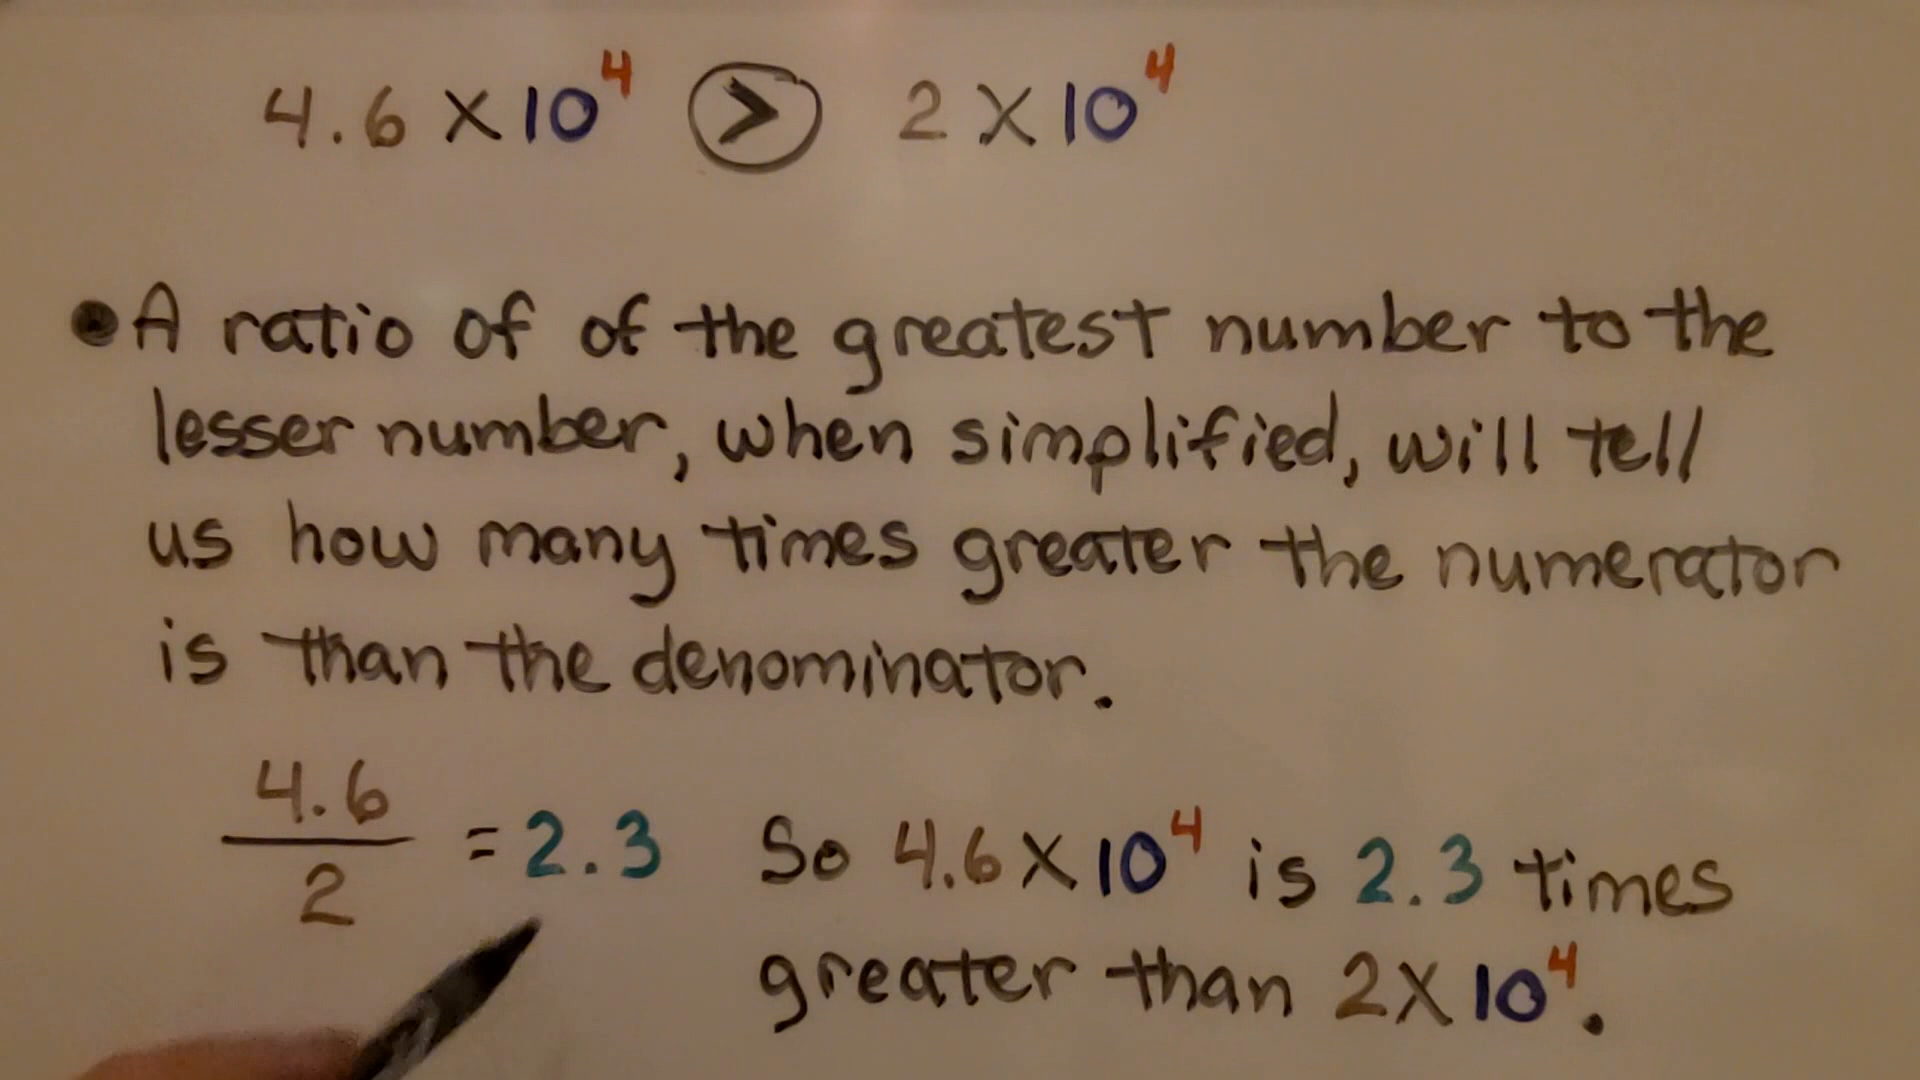 4.6 X 10⁴ > 2 X 10⁴
•A ratio of of the greatest number to the
lesser number, when simplified, will tell
us how many times greater the numerator
is than the denominator.
4.6/2 = 2.3 So 4.6 X 10⁴ is 2.3 times
greater than 2 X 10⁴.